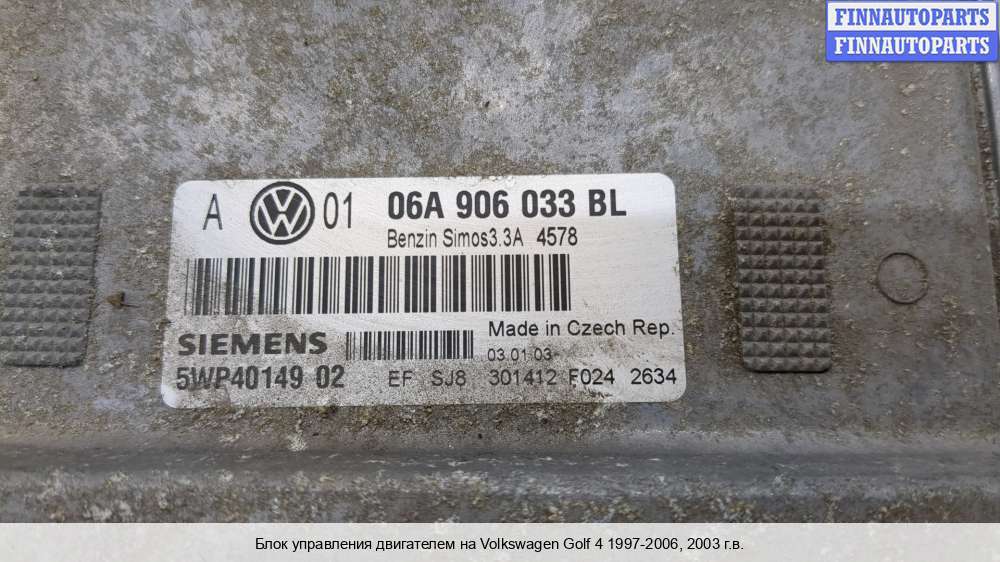 FINNAUTOPARTS
FINNAUTOPARTS
A VW 01 06A 906 033 BL
Benzin Simos3.3A 4578
SIEMENS
Made in Czech Rep.
03.01.03
5WP40149 02 EF SJ8 301412 F024 2634
Блок управления двигателем на Volkswagen Golf 4 1997-2006, 2003 г.в.